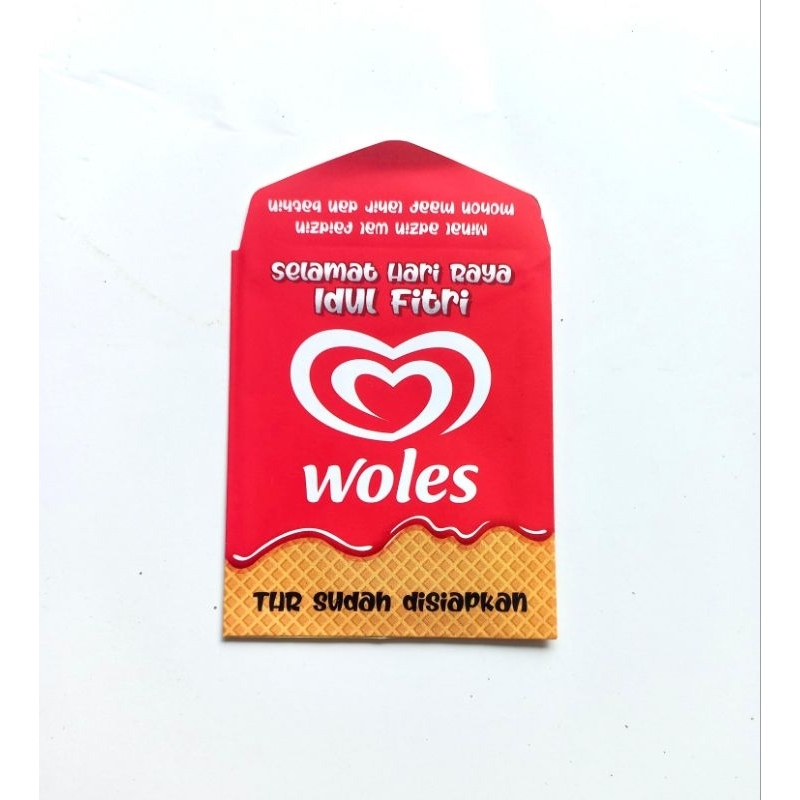 Minal aidzin wal faidzin
mohon maaf lahir dan bathin
Selamat Hari Raya
Idul Fitri
woles
THR sudah disiapkan